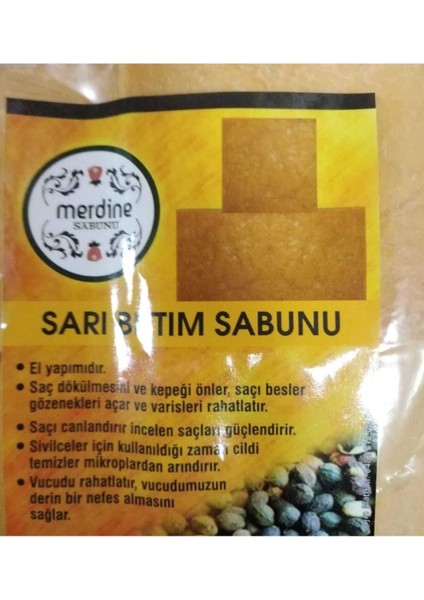 merdine
SABUNU
SARI BITTIM SABUNU
• El yapımıdır.
• Saç dökülmesini ve kepeği önler, saçı besler
gözenekleri açar ve varisleri rahatlatır.
• Saçı canlandırır incelen saçları güçlendirir.
• Sivilceler için kullanıldığı zaman cildi
temizler mikroplardan arındırır.
• Vucudu rahatlatır, vucudumuzun
derin bir nefes almasını
sağlar.